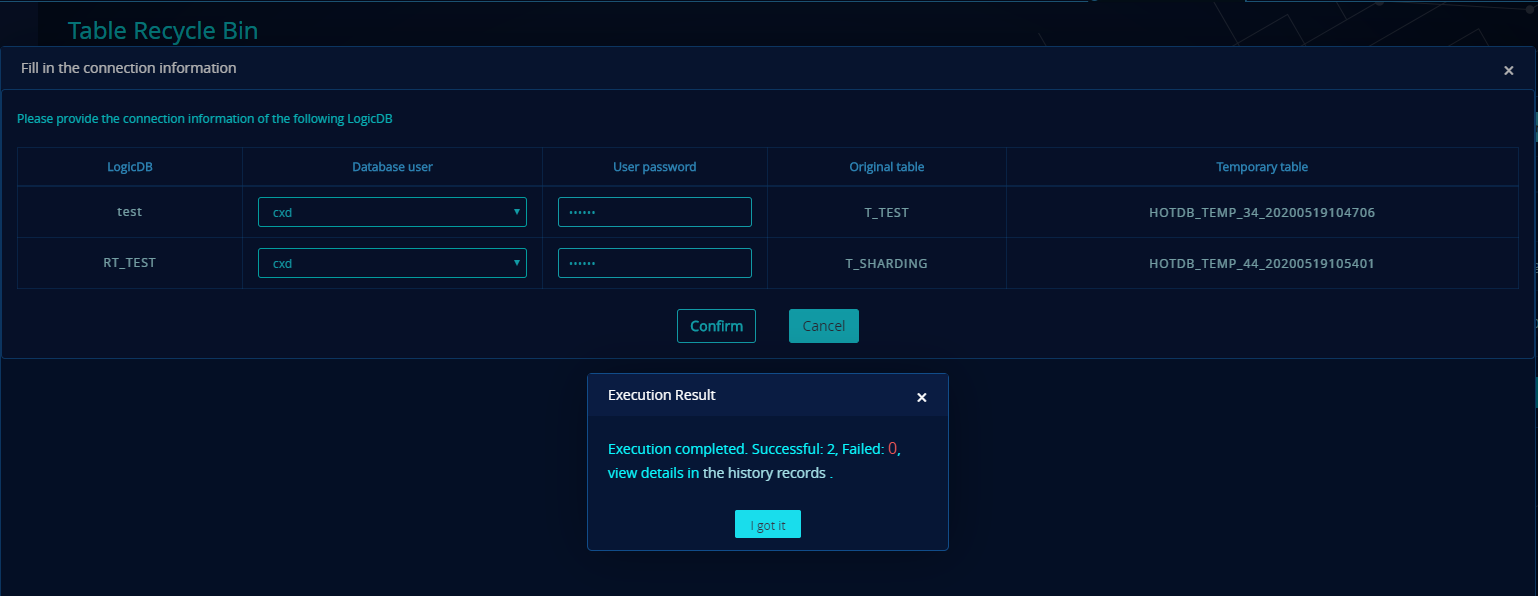 Table Recycle Bin
Fill in the connection information ×
Please provide the connection information of the following LogicDB
LogicDB Database user User password Original table Temporary table
test cxd ▾ •••••• T_TEST HOTDB_TEMP_34_20200519104706
RT_TEST cxd ▾ •••••• T_SHARDING HOTDB_TEMP_44_20200519105401
Confirm Cancel
Execution Result ×
Execution completed. Successful: 2, Failed: 0,
view details in the history records .
I got it